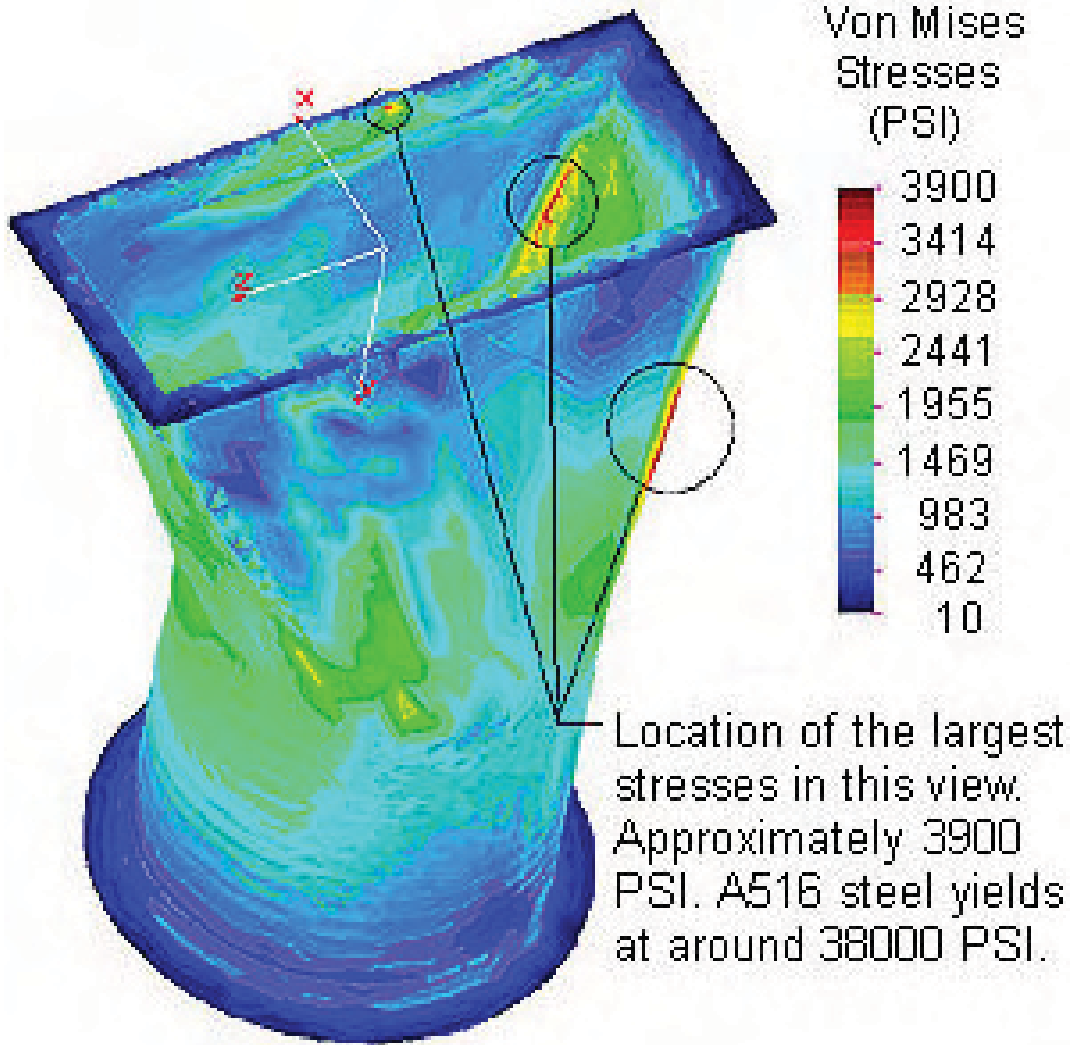 Von Mises
Stresses
(PSI)
3900
3414
2928
2441
1955
1469
983
462
10
X
Z
Y
Location of the largest
stresses in this view.
Approximately 3900
PSI. A516 steel yields
at around 38000 PSI.